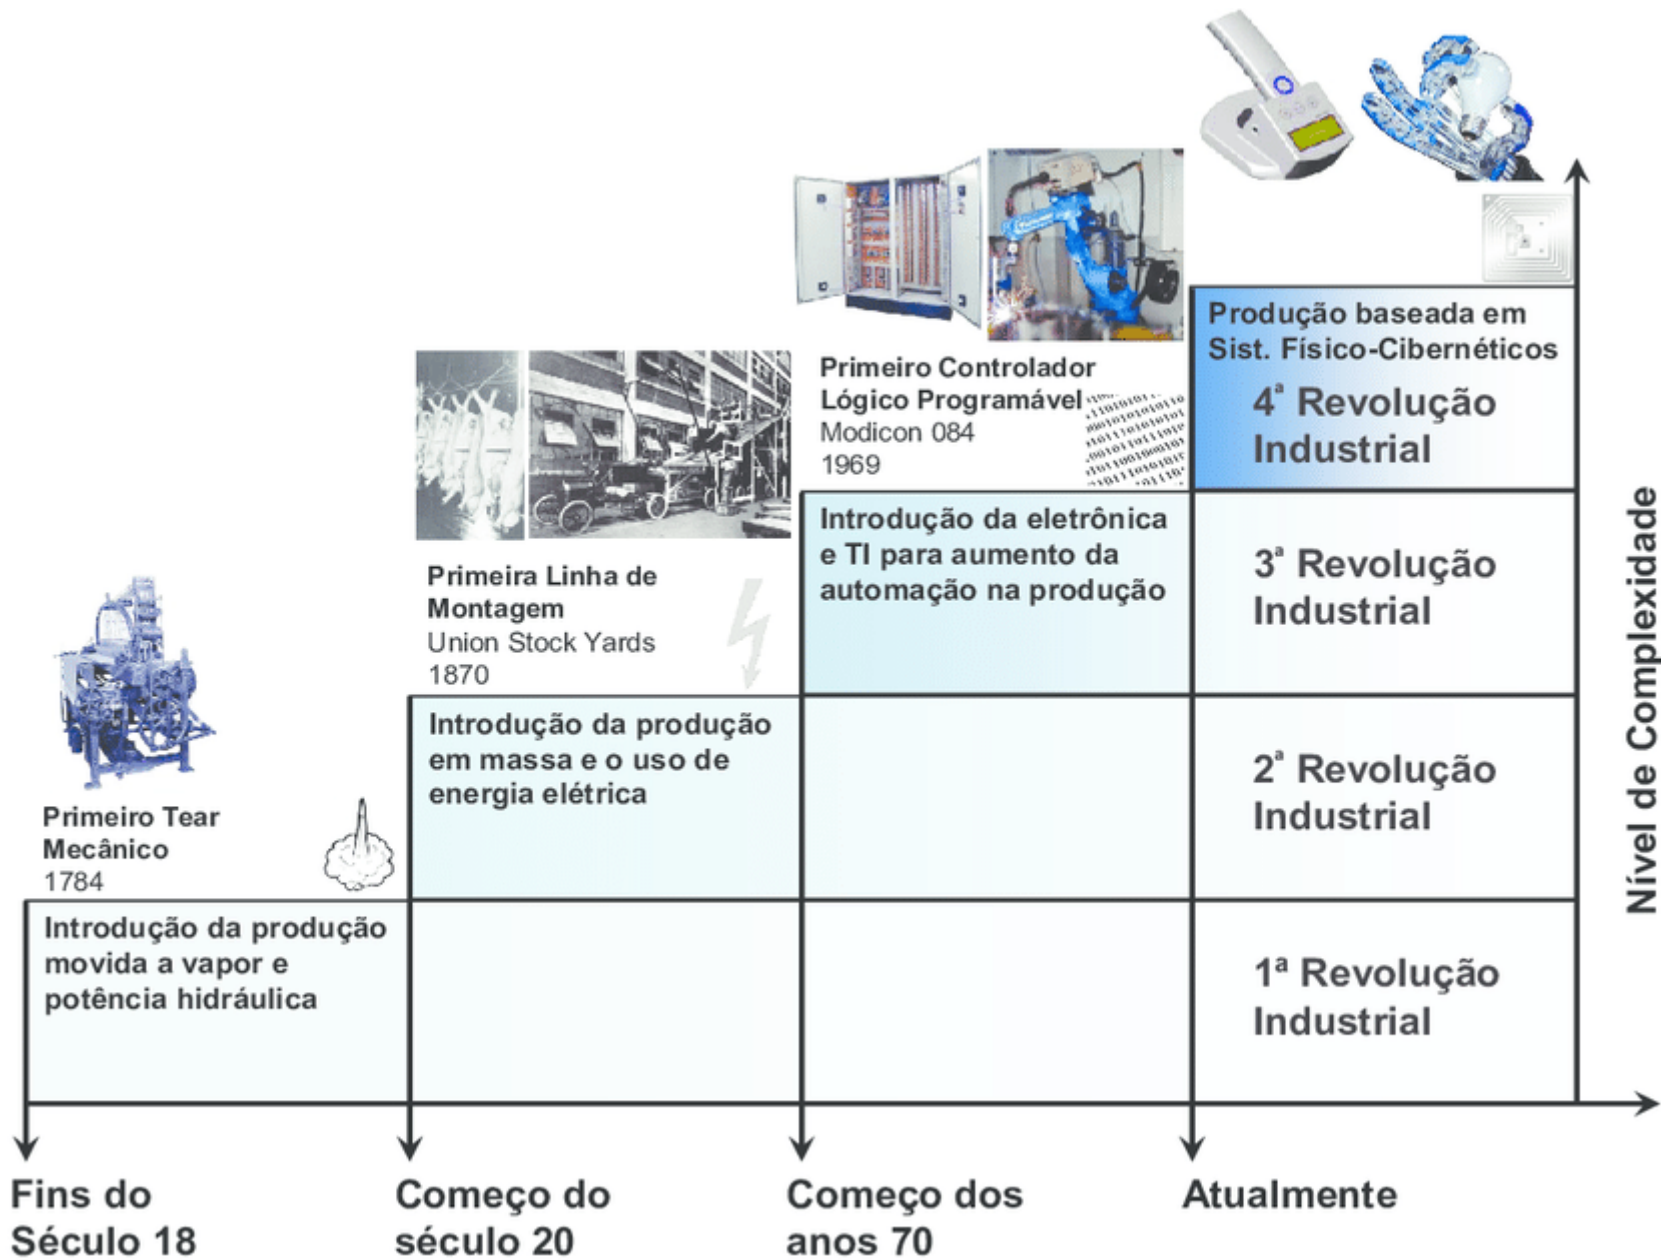 Produção baseada em
Sist. Físico-Cibernéticos
4ª Revolução
Industrial
Primeiro Controlador
Lógico Programável
Modicon 084
1969
Introdução da eletrônica
e TI para aumento da
automação na produção
3ª Revolução
Industrial
Primeira Linha de
Montagem
Union Stock Yards
1870
Introdução da produção
em massa e o uso de
energia elétrica
2ª Revolução
Industrial
Primeiro Tear
Mecânico
1784
Introdução da produção
movida a vapor e
potência hidráulica
1ª Revolução
Industrial
Nível de Complexidade
Fins do
Século 18
Começo do
século 20
Começo dos
anos 70
Atualmente